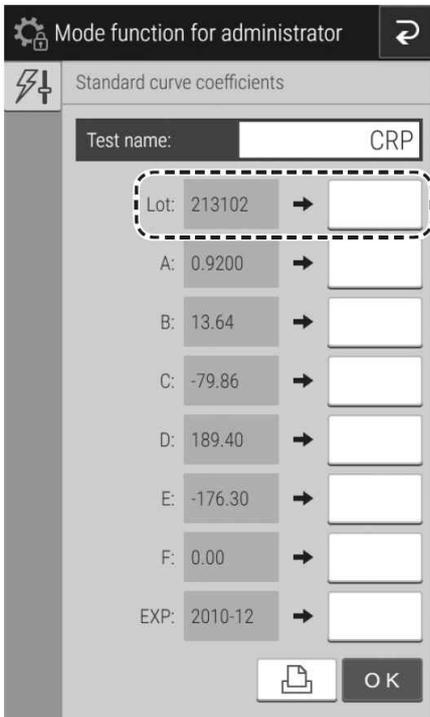 Mode function for administrator
Standard curve coefficients
Test name: CRP
Lot: 213102
A: 0.9200
B: 13.64
C: -79.86
D: 189.40
E: -176.30
F: 0.00
EXP: 2010-12
OK